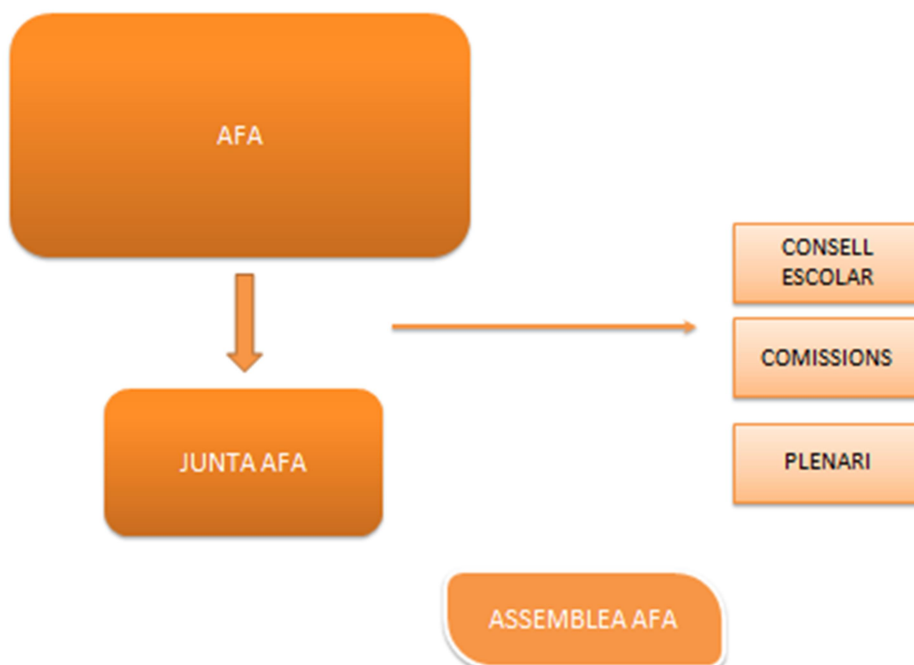 AFA
CONSELL
ESCOLAR
COMISSIONS
JUNTA AFA
PLENARI
ASSEMBLEA AFA